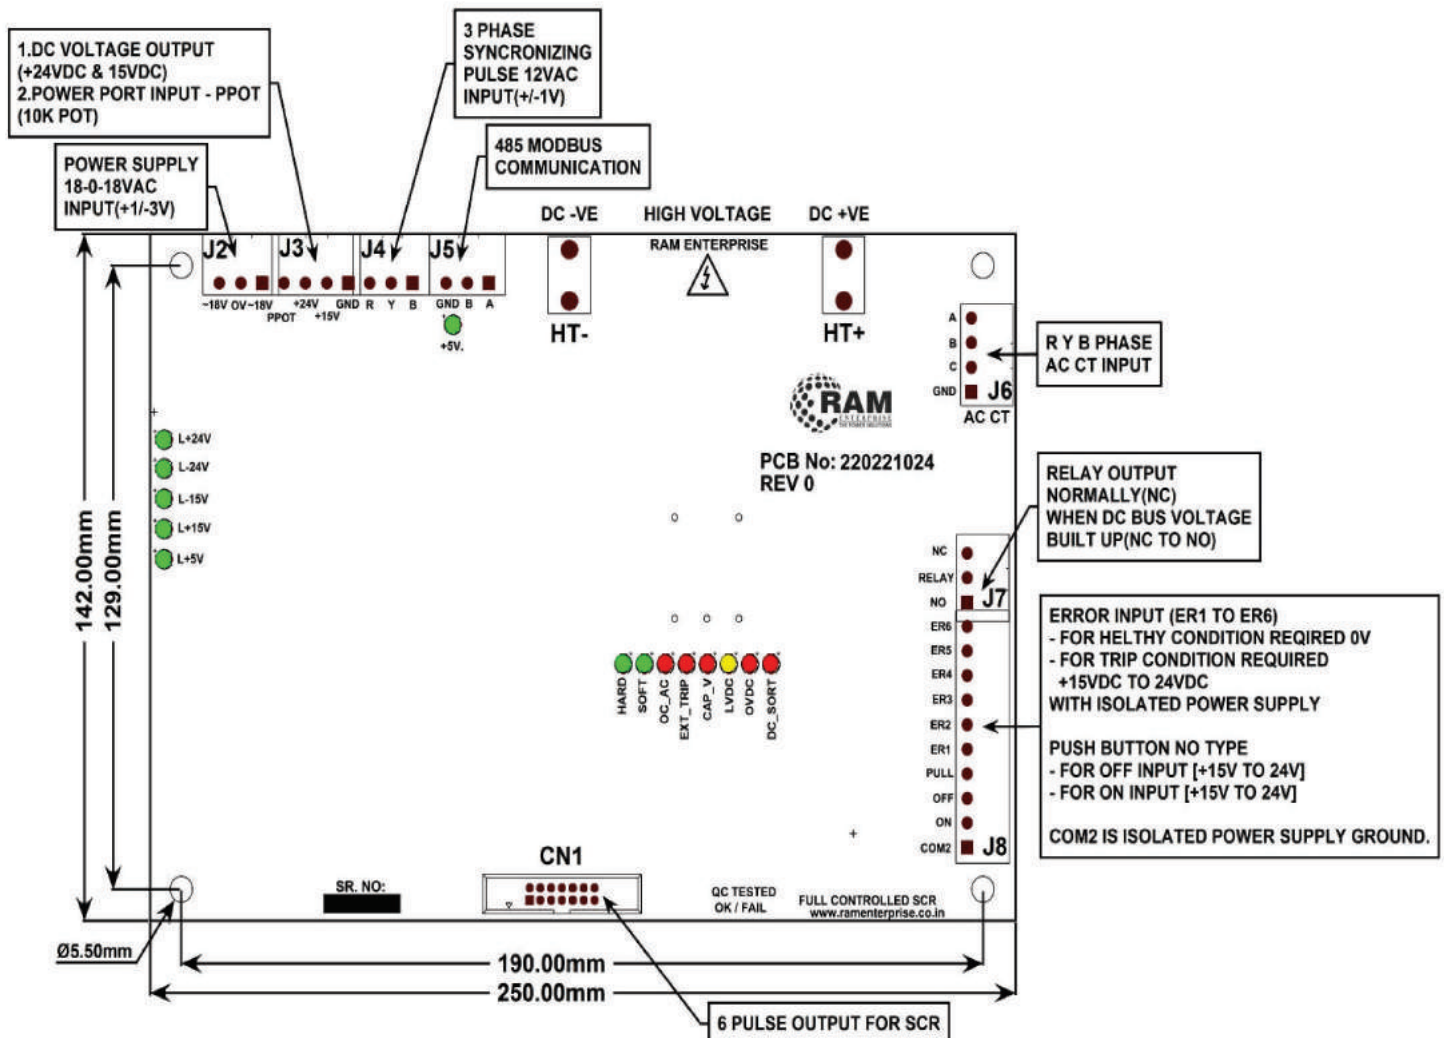 1.DC VOLTAGE OUTPUT
(+24VDC & 15VDC)
2.POWER PORT INPUT - PPOT
(10K POT)
3 PHASE
SYNCRONIZING
PULSE 12VAC
INPUT(+/-1V)
POWER SUPPLY
18-0-18VAC
INPUT(+1/-3V)
485 MODBUS
COMMUNICATION
DC -VE
HIGH VOLTAGE
DC +VE
J2
J3
J4
J5
RAM ENTERPRISE
~18V 0V ~18V
PPOT
+24V
+15V
GND
R Y B
GND B A
+5V.
HT-
HT+
A
B
C
GND
J6
AC CT
R Y B PHASE
AC CT INPUT
RAM
ENTERPRISE
THE POWER SOLUTIONS
PCB No: 220221024
REV 0
L+24V
L-24V
L-15V
L+15V
L+5V
142.00mm
129.00mm
RELAY OUTPUT
NORMALLY(NC)
WHEN DC BUS VOLTAGE
BUILT UP(NC TO NO)
NC
RELAY
NO
J7
ER6
ER5
ER4
ER3
ER2
ER1
PULL
OFF
ON
COM2
J8
ERROR INPUT (ER1 TO ER6)
- FOR HELTHY CONDITION REQIRED 0V
- FOR TRIP CONDITION REQUIRED
+15VDC TO 24VDC
WITH ISOLATED POWER SUPPLY
PUSH BUTTON NO TYPE
- FOR OFF INPUT [+15V TO 24V]
- FOR ON INPUT [+15V TO 24V]
COM2 IS ISOLATED POWER SUPPLY GROUND.
HARD
SOFT
OC_AC
EXT_TRIP
CAP_V
LVDC
OVDC
DC_SORT
CN1
SR. NO:
QC TESTED
OK / FAIL
FULL CONTROLLED SCR
www.ramenterprise.co.in
Ø5.50mm
190.00mm
250.00mm
6 PULSE OUTPUT FOR SCR